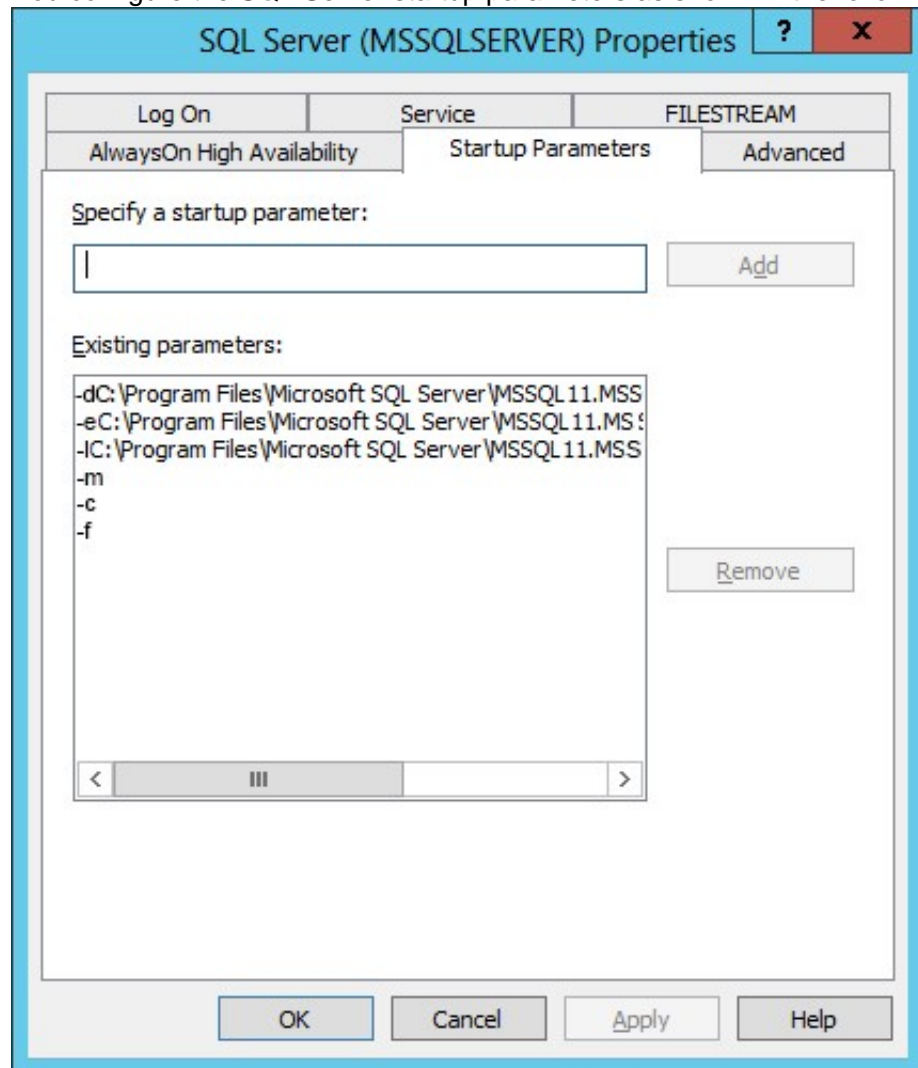 SQL Server (MSSQLSERVER) Properties ? x
Log On Service FILESTREAM
AlwaysOn High Availability Startup Parameters Advanced
Specify a startup parameter:
Add
Existing parameters:
-dC:\Program Files\Microsoft SQL Server\MSSQL11.MSS
-eC:\Program Files\Microsoft SQL Server\MSSQL11.MS
-lC:\Program Files\Microsoft SQL Server\MSSQL11.MSS
-m
-c
-f
Remove
OK Cancel Apply Help